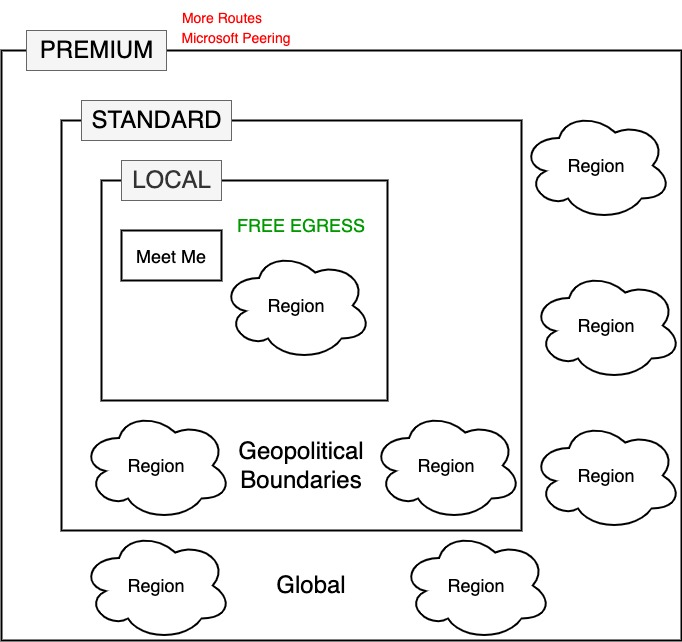 More Routes
Microsoft Peering
PREMIUM
STANDARD
LOCAL
FREE EGRESS
Meet Me
Region
Region
Region
Region
Geopolitical
Boundaries
Region
Region
Region
Global
Region